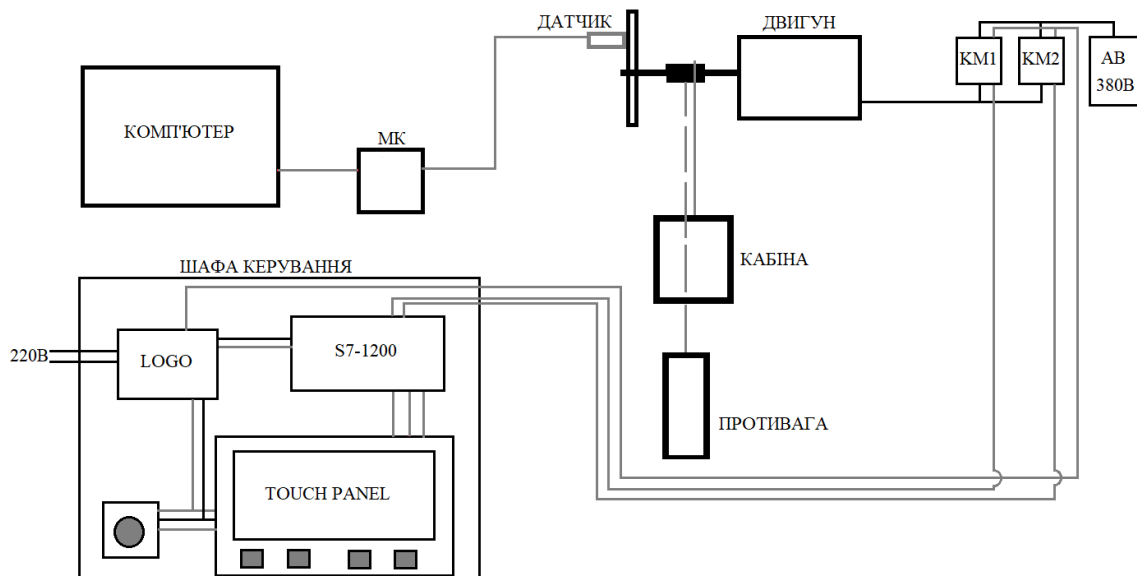 ДАТЧИК
ДВИГУН
КМ1
КМ2
АВ
380В
КОМП'ЮТЕР
МК
КАБІНА
ШАФА КЕРУВАННЯ
220В
LOGO
S7-1200
ПРОТИВАГА
TOUCH PANEL